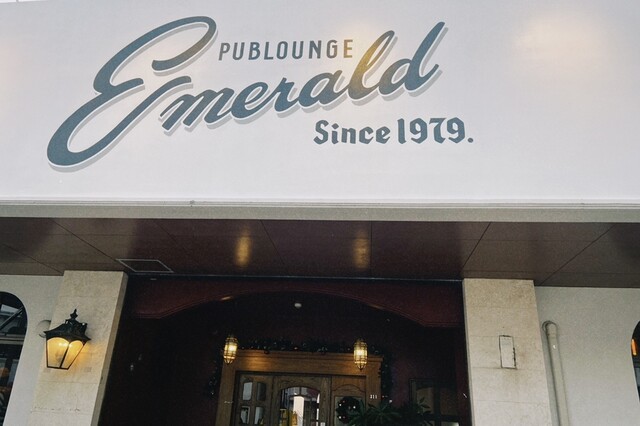 PUBLOUNGE
Emerald
Since 1979.